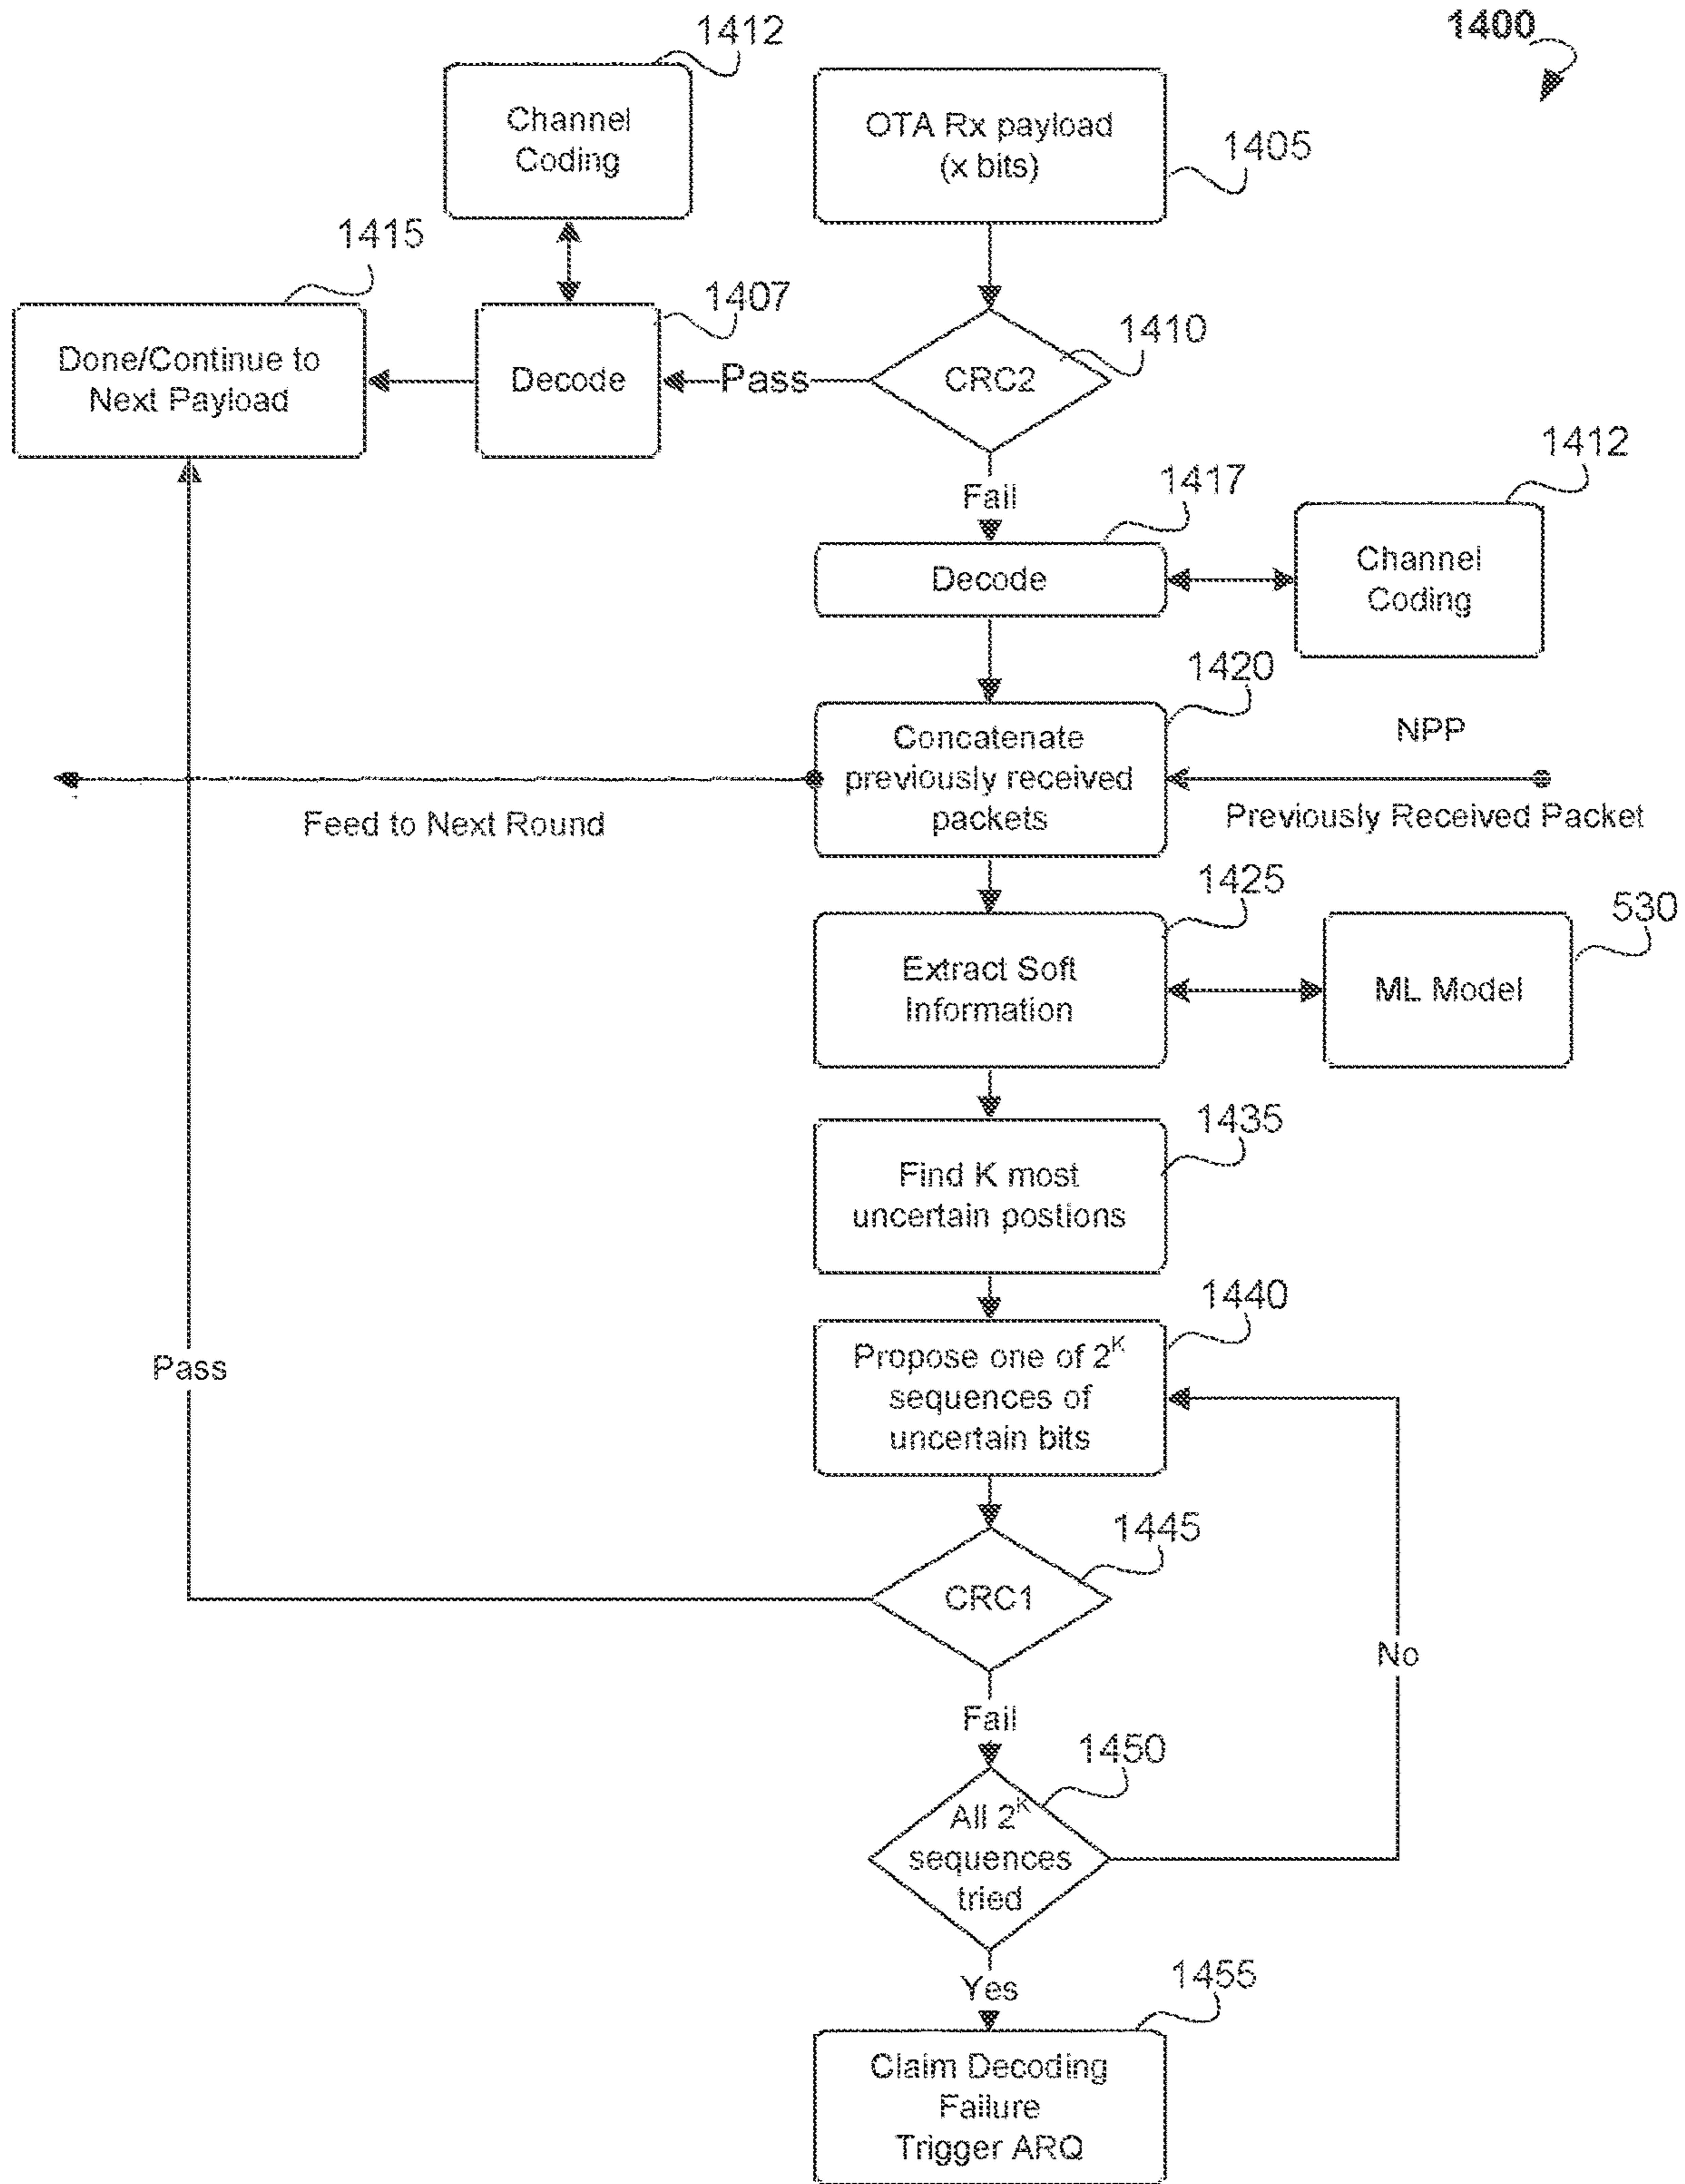 1400
1412
Channel
Coding
OTA Rx payload
(x bits)
1405
1415
Done/Continue to
Next Payload
1407
Decode
Pass
1410
CRC2
Fail
1417
Decode
1412
Channel
Coding
1420
Concatenate
previously received
packets
NPP
Previously Received Packet
Feed to Next Round
1425
Extract Soft
Information
530
ML Model
1435
Find K most
uncertain postions
1440
Propose one of 2^K
sequences of
uncertain bits
Pass
1445
CRC1
No
Fail
1450
All 2^K
sequences
tried
Yes
1455
Claim Decoding
Failure
Trigger ARQ